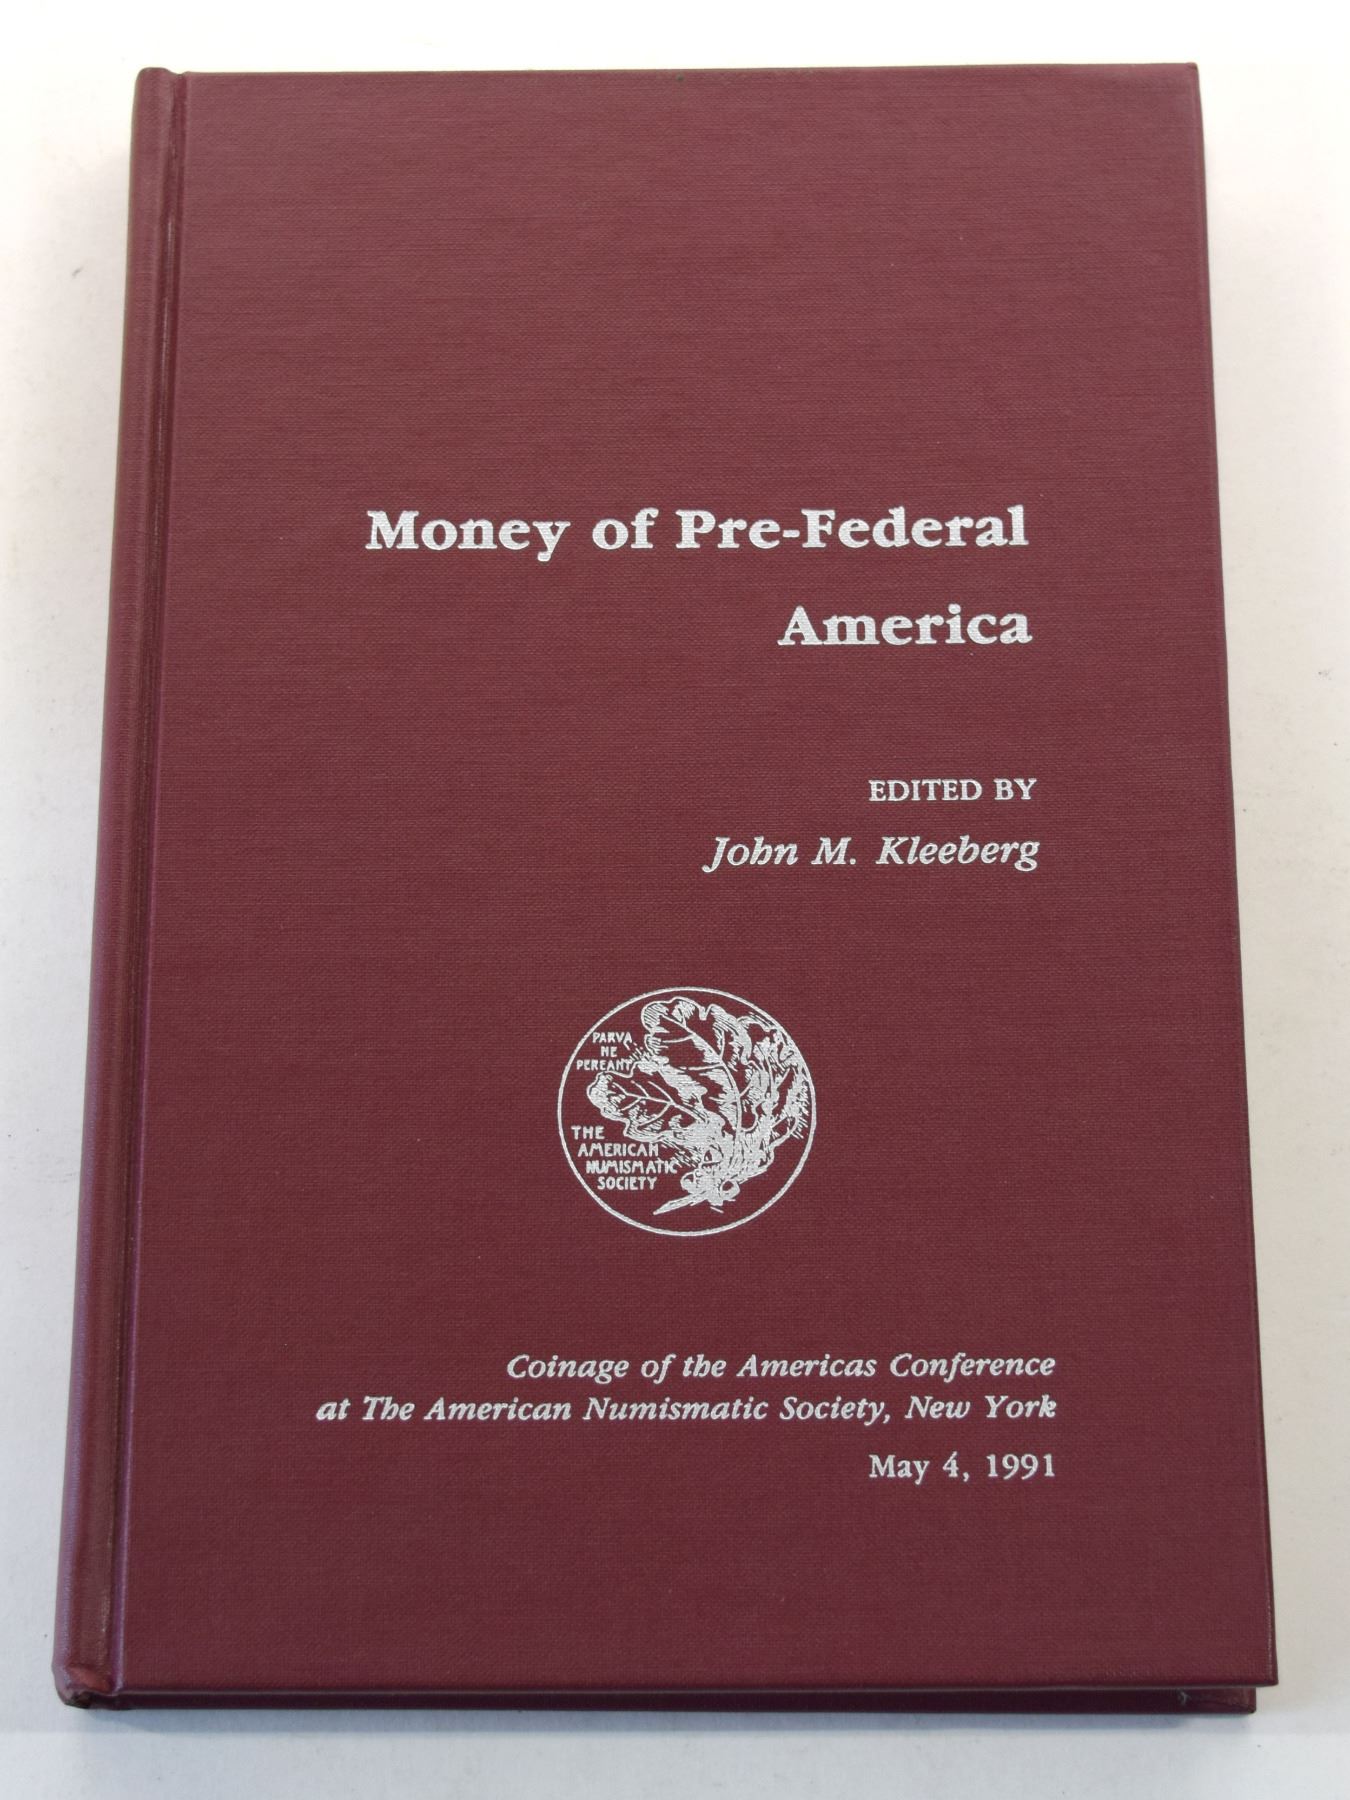 Money of Pre-Federal
America
EDITED BY
John M. Kleeberg
PARVA
NE
PEREANT
THE
AMERICAN
NUMISMATIC
SOCIETY
Coinage of the Americas Conference
at The American Numismatic Society, New York
May 4, 1991